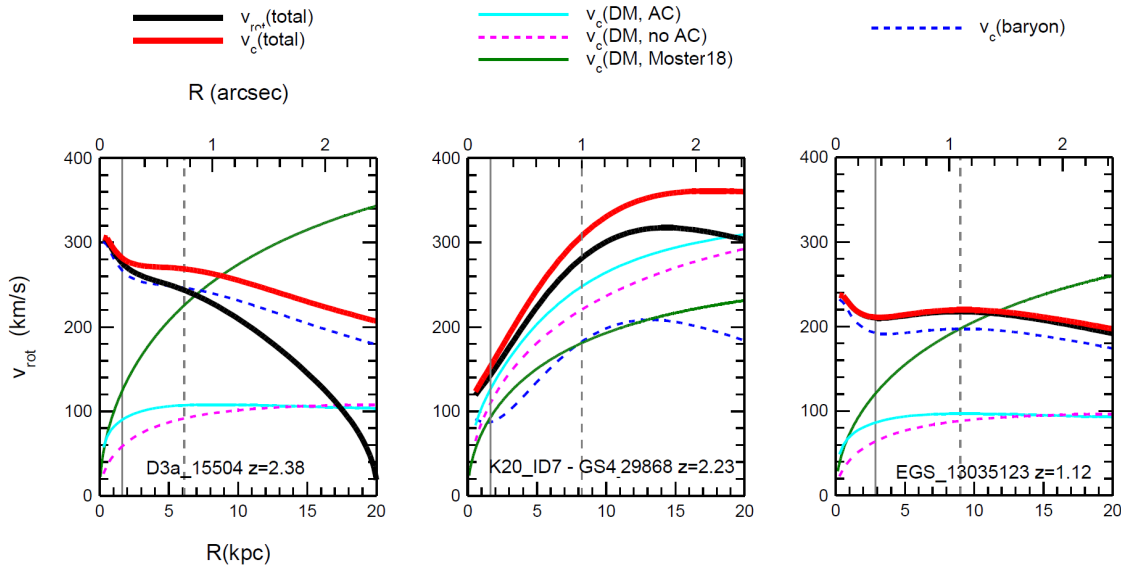 v_rot(total)
v_c(total)
v_c(DM, AC)
v_c(DM, no AC)
v_c(DM, Moster18)
v_c(baryon)
R (arcsec)
0 1 2
0 1 2
0 1 2
400
300
200
100
0
v_rot (km/s)
D3a_15504 z=2.38
0 5 10 15 20
R(kpc)
400
300
200
100
0
K20_ID7 - GS4_29868 z=2.23
0 5 10 15 20
400
300
200
100
0
EGS_13035123 z=1.12
0 5 10 15 20